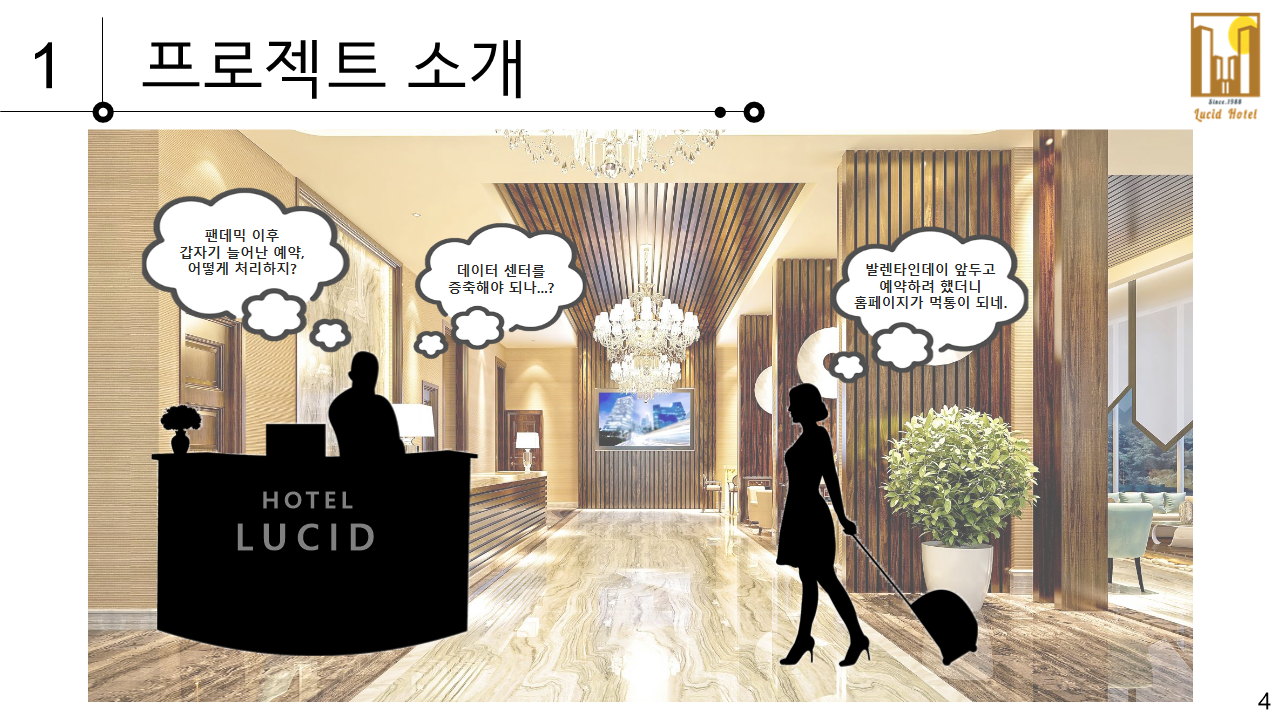 1
프로젝트 소개
Since.1988
Lucid Hotel
팬데믹 이후
갑자기 늘어난 예약,
어떻게 처리하지?
데이터 센터를
증축해야 되나...?
발렌타인데이 앞두고
예약하려 했더니
홈페이지가 먹통이 되네.
HOTEL
LUCID
4